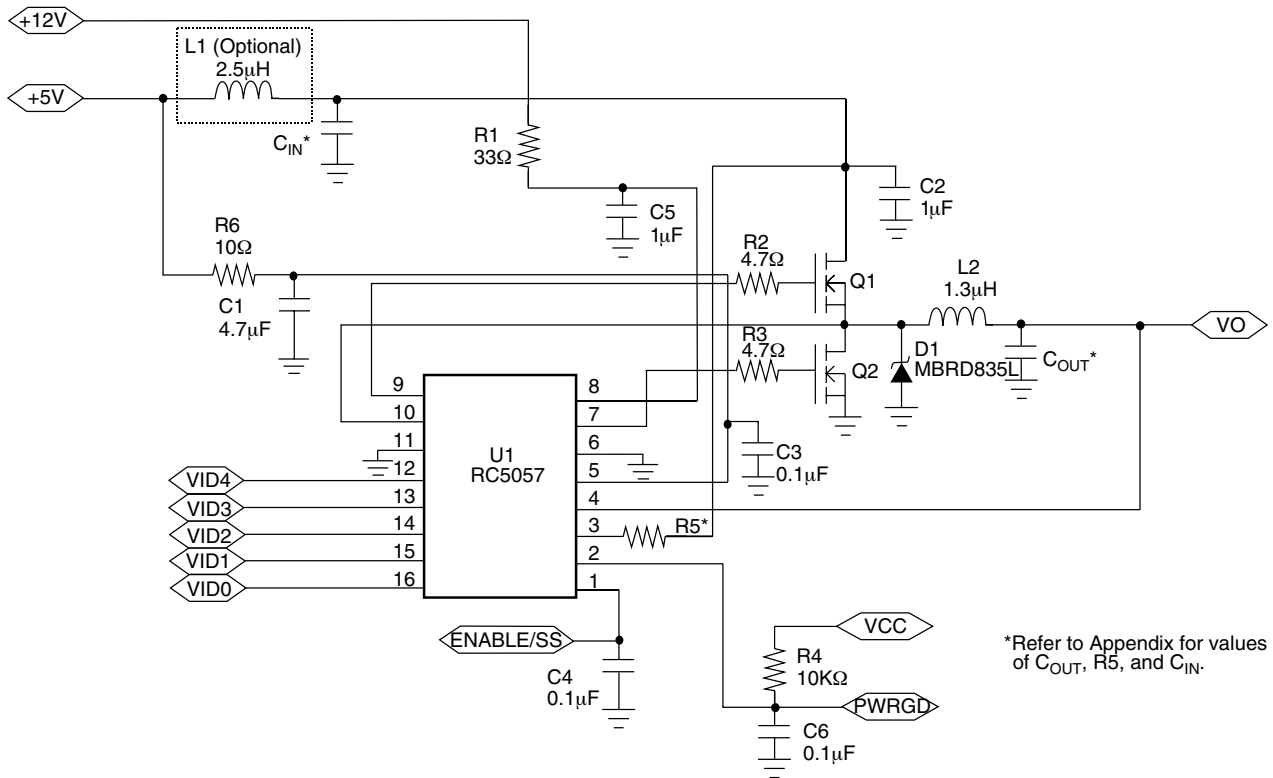 +12V
L1 (Optional)
2.5µH
+5V
CIN*
R1
33Ω
C5
1µF
C2
1µF
R6
10Ω
C1
4.7µF
R2
4.7Ω
Q1
L2
1.3µH
VO
R3
4.7Ω
Q2
D1
MBRD835L
COUT*
9
10
11
12
13
14
15
16
U1
RC5057
8
7
6
5
4
3
2
1
C3
0.1µF
R5*
VID4
VID3
VID2
VID1
VID0
ENABLE/SS
C4
0.1µF
VCC
R4
10KΩ
PWRGD
C6
0.1µF
*Refer to Appendix for values
of COUT, R5, and CIN.